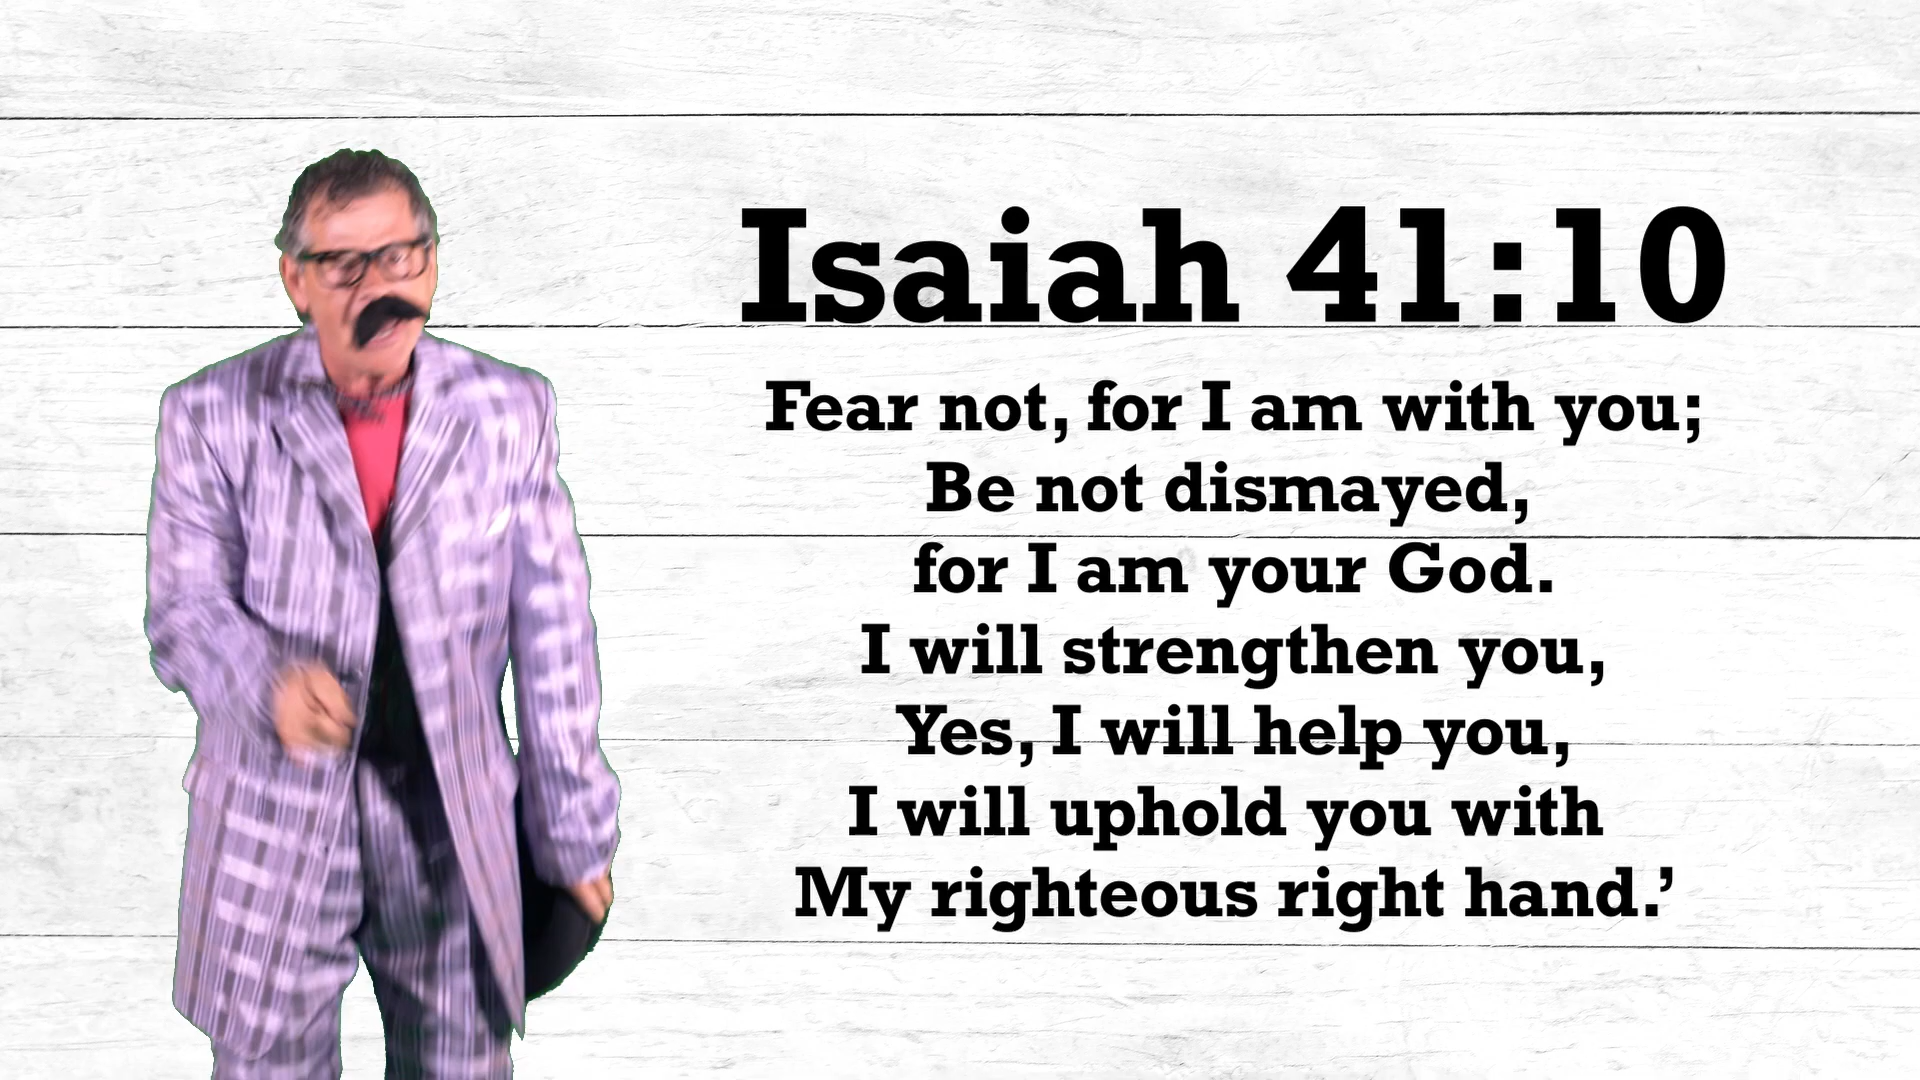 Isaiah 41:10
Fear not, for I am with you;
Be not dismayed,
for I am your God.
I will strengthen you,
Yes, I will help you,
I will uphold you with
My righteous right hand.’